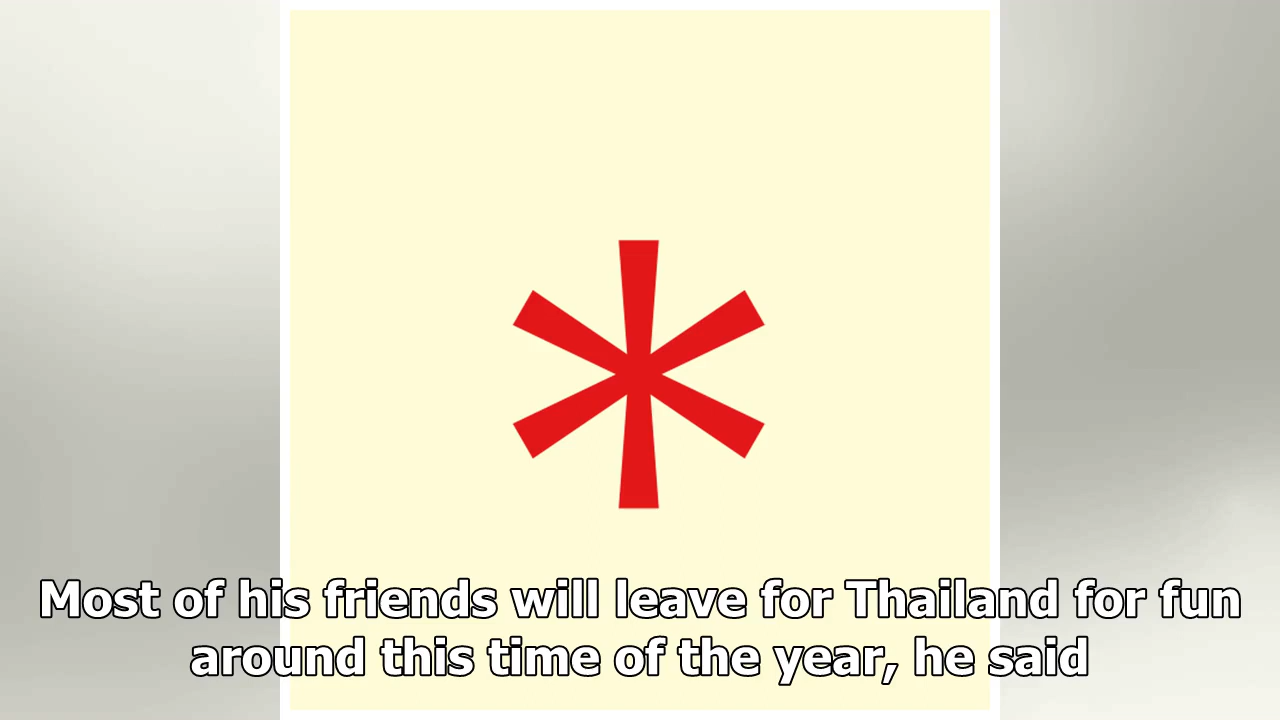 Most of his friends will leave for Thailand for fun
around this time of the year, he said